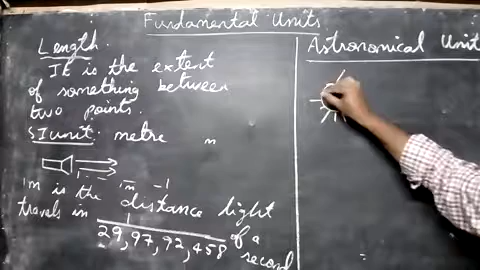 Fundamental Units
Length.
It is the extent
of something between
two points.
SI unit: metre m
1m is the distance light
travels in 1/29,97,92,458 of a
second
Astronomical Unit